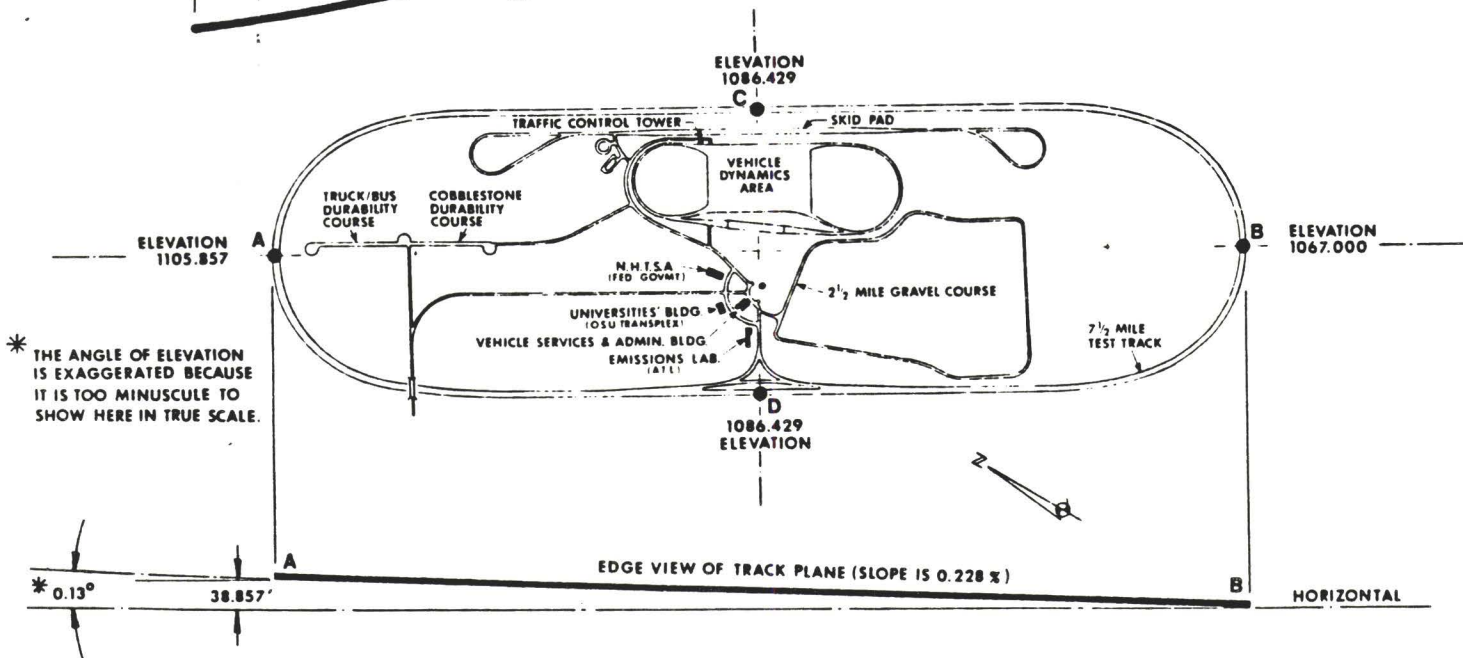 ELEVATION
1086.429
C
TRAFFIC CONTROL TOWER
SKID PAD
VEHICLE
DYNAMICS
AREA
TRUCK/BUS
DURABILITY
COURSE
COBBLESTONE
DURABILITY
COURSE
ELEVATION
1105.857
A
B
ELEVATION
1067.000
N.H.T.S.A
(FED GOVMT)
2 1/2 MILE GRAVEL COURSE
UNIVERSITIES' BLDG.
(OSU TRANSPLEX)
VEHICLE SERVICES & ADMIN. BLDG.
EMISSIONS LAB.
(ATL)
7 1/2 MILE
TEST TRACK
* THE ANGLE OF ELEVATION
IS EXAGGERATED BECAUSE
IT IS TOO MINUSCULE TO
SHOW HERE IN TRUE SCALE.
D
1086.429
ELEVATION
N
A
EDGE VIEW OF TRACK PLANE (SLOPE IS 0.228 %)
B
* 0.13°
38.857'
HORIZONTAL